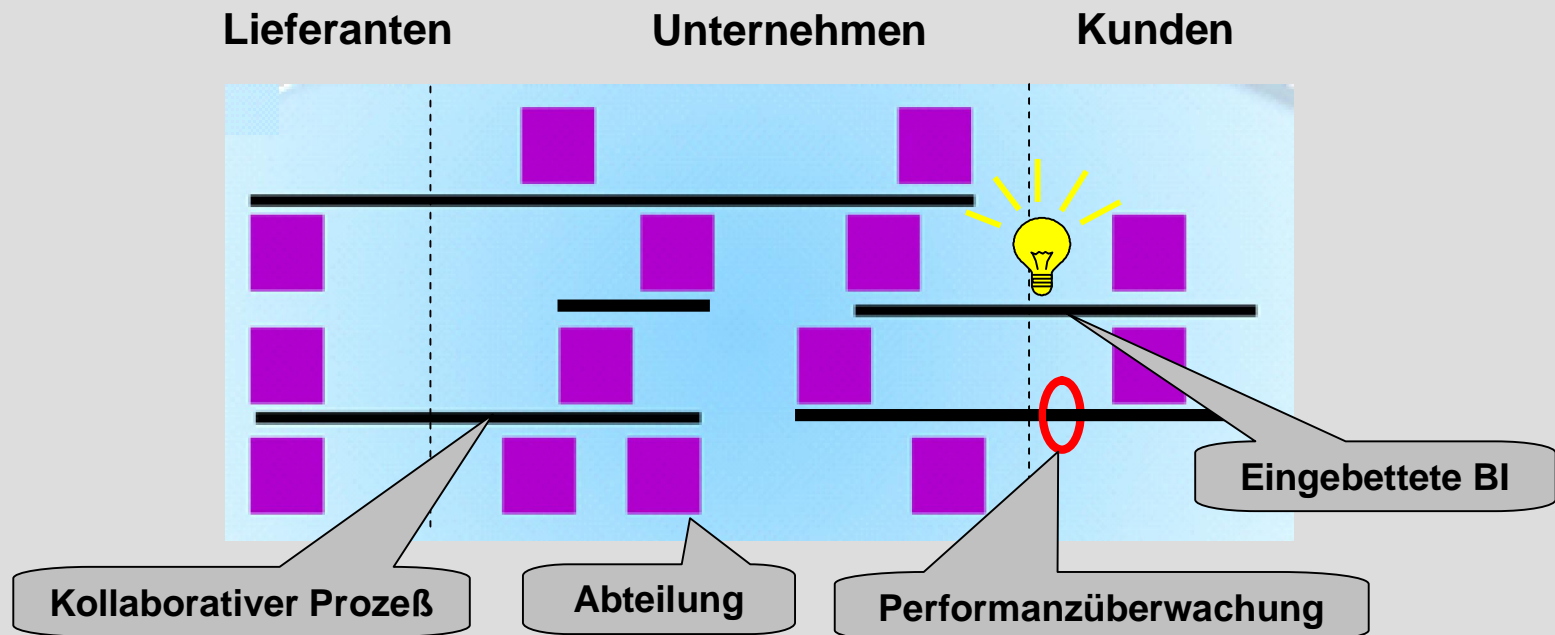 Lieferanten
Unternehmen
Kunden
Eingebettete BI
Kollaborativer Prozeß
Abteilung
Performanzüberwachung